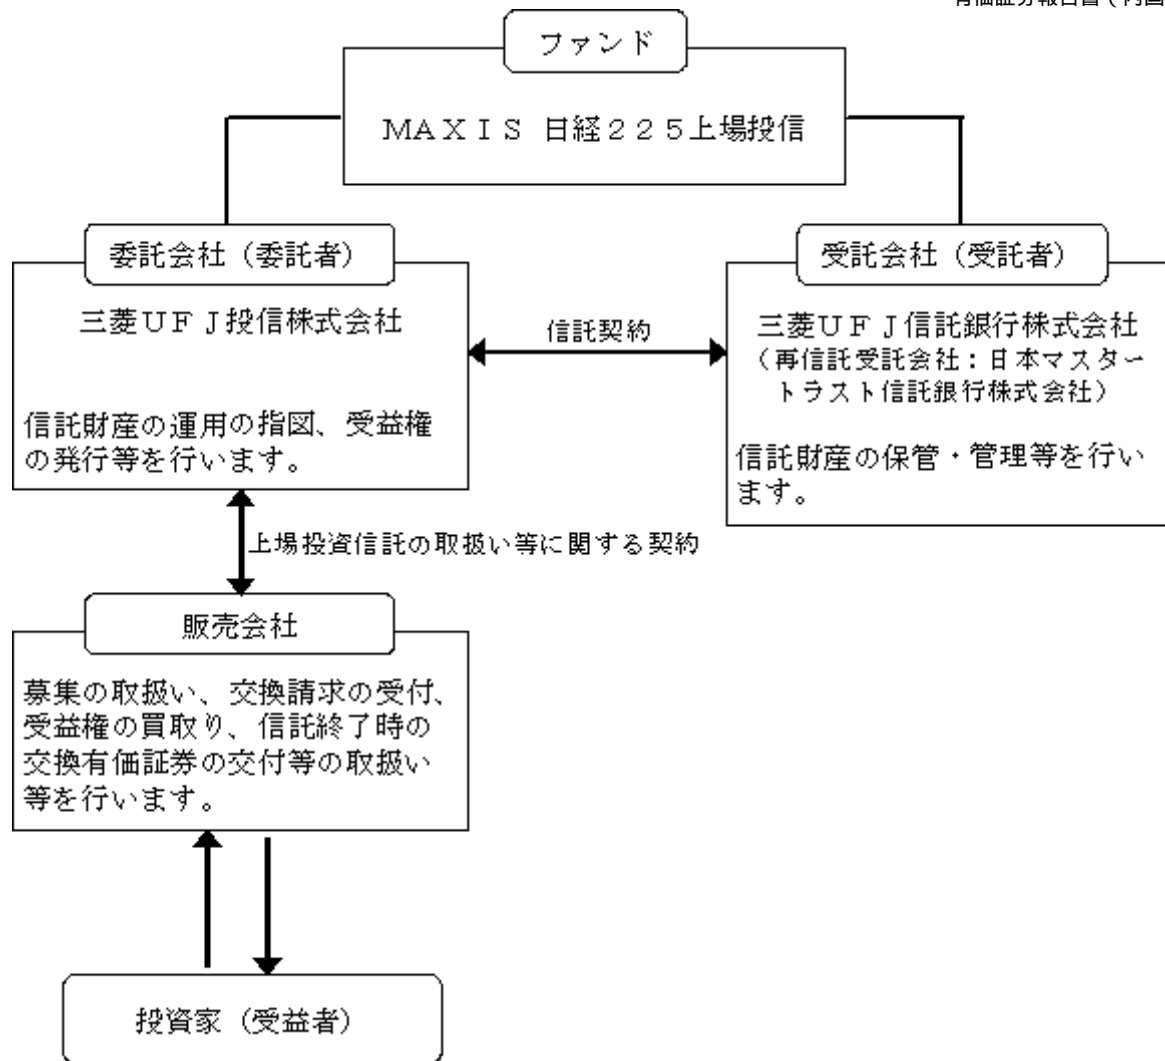 有価証券報告書(内国
ファンド
MAXIS 日経225上場投信
委託会社(委託者)
三菱UFJ投信株式会社
信託財産の運用の指図、受益権
の発行等を行います。
信託契約
受託会社(受託者)
三菱UFJ信託銀行株式会社
(再信託受託会社:日本マスター
トラスト信託銀行株式会社)
信託財産の保管・管理等を行い
ます。
上場投資信託の取扱い等に関する契約
販売会社
募集の取扱い、交換請求の受付、
受益権の買取り、信託終了時の
交換有価証券の交付等の取扱い
等を行います。
投資家(受益者)